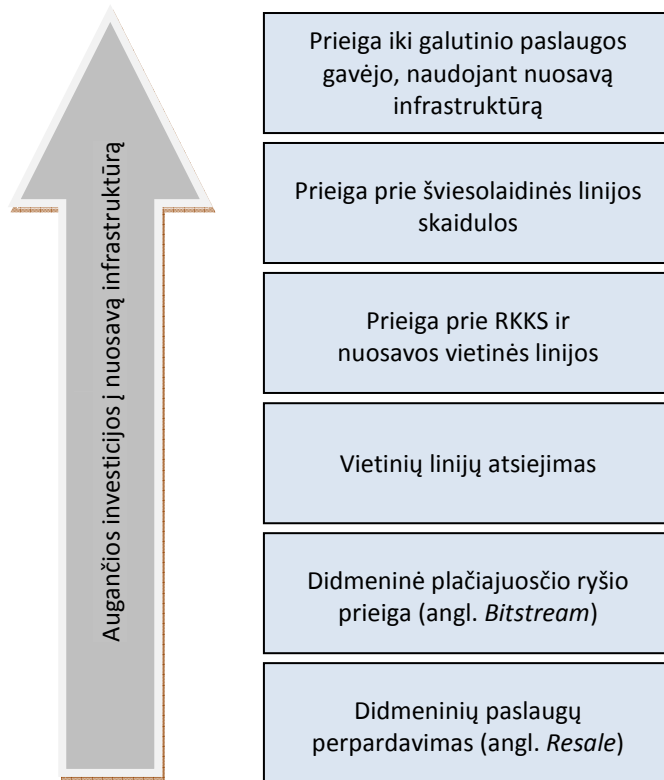 Augančios investicijos į nuosavą infrastruktūrą
Prieiga iki galutinio paslaugos
gavėjo, naudojant nuosavą
infrastruktūrą
Prieiga prie šviesolaidinės linijos
skaidulos
Prieiga prie RKKS ir
nuosavos vietinės linijos
Vietinių linijų atsiejimas
Didmeninė plačiajuosčio ryšio
prieiga (angl. Bitstream)
Didmeninių paslaugų
perpardavimas (angl. Resale)